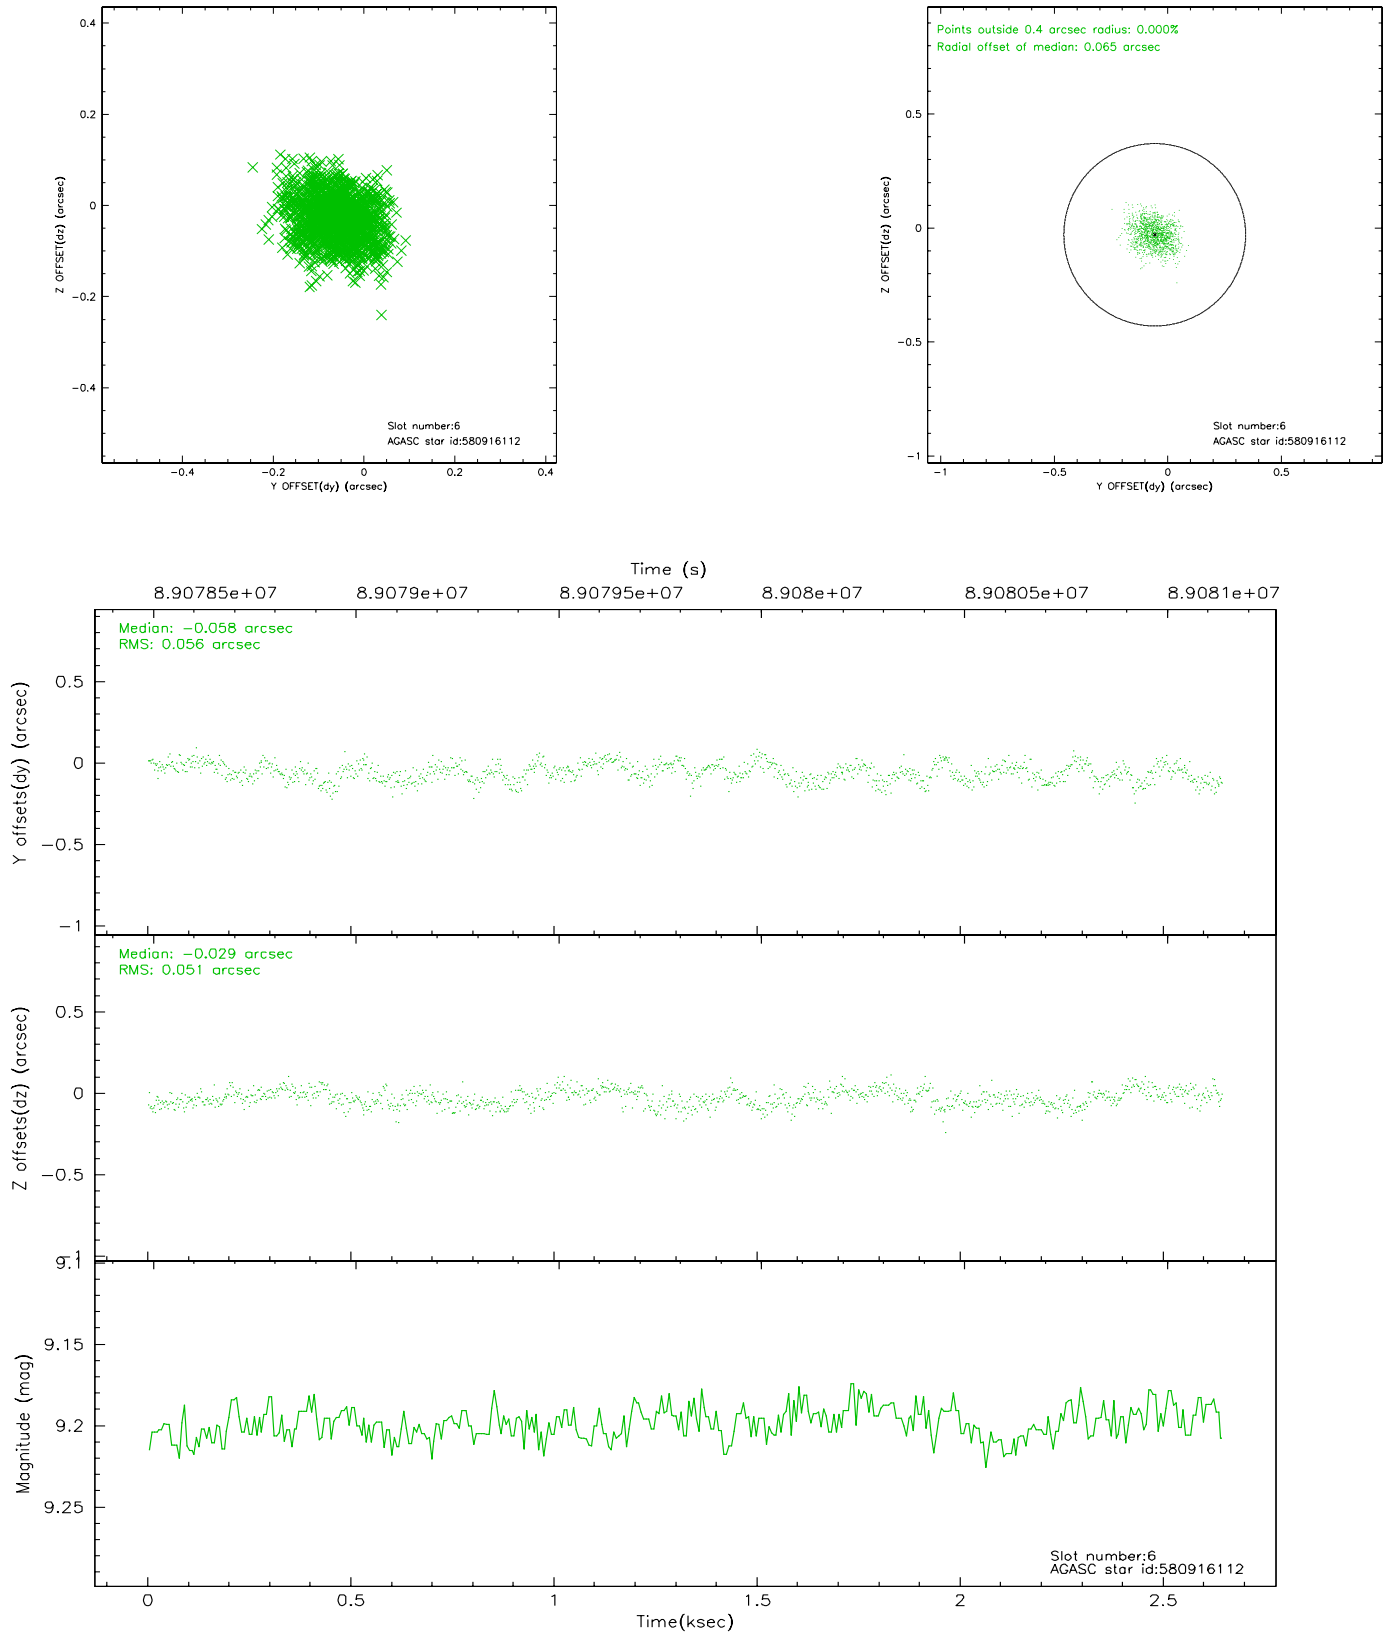 0.4
0.2
0
−0.2
−0.4
Z OFFSET(dz) (arcsec)
Slot number:6
AGASC star id:580916112
−0.4 −0.2 0 0.2 0.4
Y OFFSET(dy) (arcsec)
Points outside 0.4 arcsec radius: 0.000%
Radial offset of median: 0.065 arcsec
0.5
0
−0.5
−1
Z OFFSET(dz) (arcsec)
Slot number:6
AGASC star id:580916112
−1 −0.5 0 0.5
Y OFFSET(dy) (arcsec)
Time (s)
8.90785e+07 8.9079e+07 8.90795e+07 8.908e+07 8.90805e+07 8.9081e+07
Median: −0.058 arcsec
RMS: 0.056 arcsec
0.5
0
−0.5
−1
Y offsets(dy) (arcsec)
Median: −0.029 arcsec
RMS: 0.051 arcsec
0.5
0
−0.5
−1
Z offsets(dz) (arcsec)
9.1
9.15
9.2
9.25
Magnitude (mag)
Slot number:6
AGASC star id:580916112
0 0.5 1 1.5 2 2.5
Time(ksec)